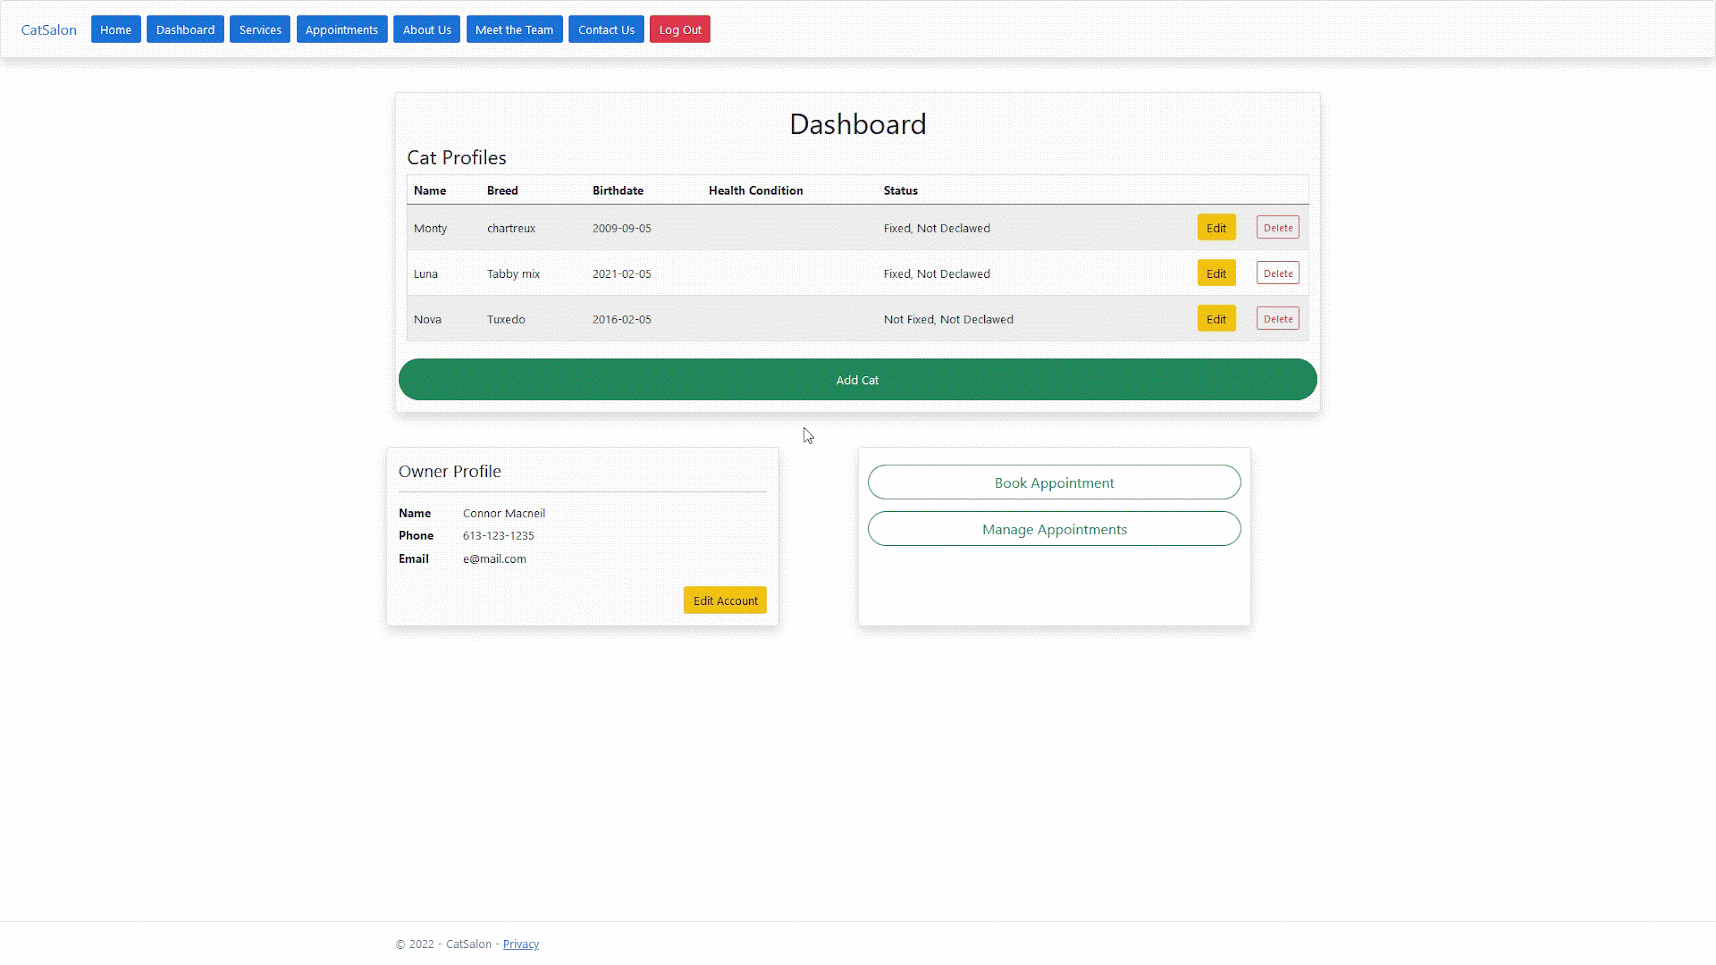 CatSalon Home Dashboard Services Appointments About Us Meet the Team Contact Us Log Out
Dashboard
Cat Profiles
Name Breed Birthdate Health Condition Status
Monty chartreux 2009-09-05 Fixed, Not Declawed Edit Delete
Luna Tabby mix 2021-02-05 Fixed, Not Declawed Edit Delete
Nova Tuxedo 2016-02-05 Not Fixed, Not Declawed Edit Delete
Add Cat
Owner Profile
Name Connor Macneil
Phone 613-123-1235
Email e@mail.com
Edit Account
Book Appointment
Manage Appointments
© 2022 - CatSalon - Privacy